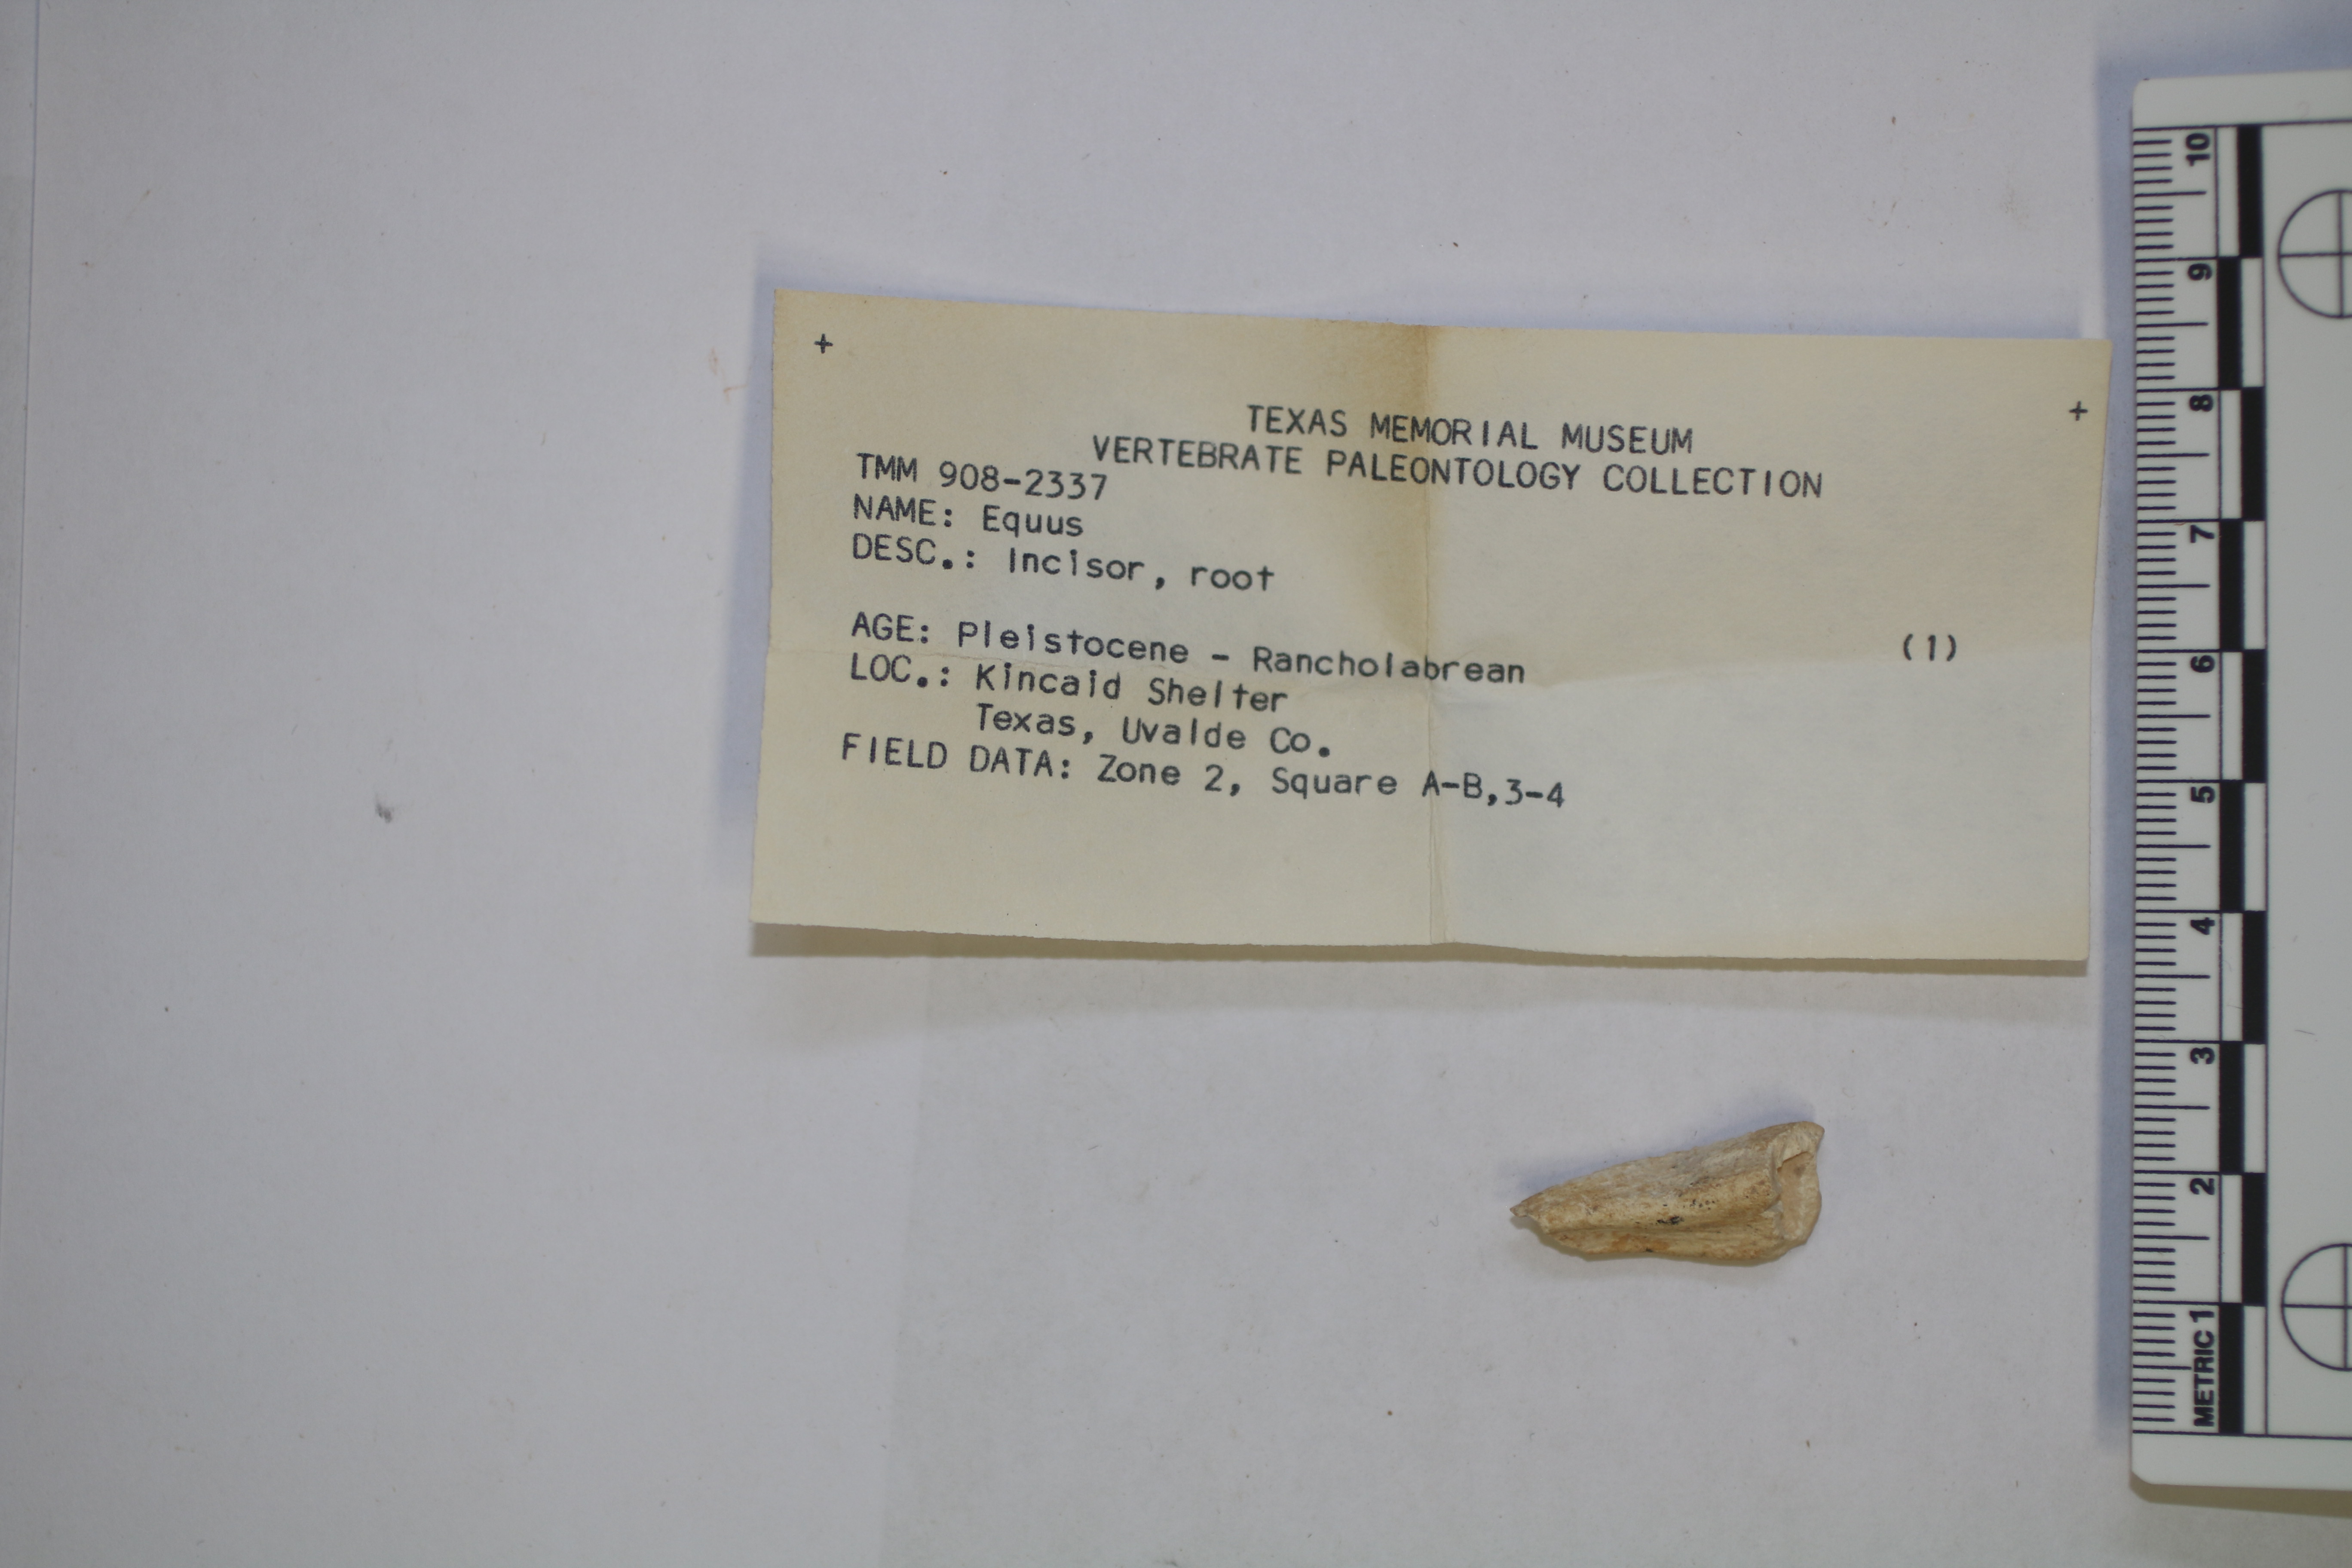 + +
TEXAS MEMORIAL MUSEUM
VERTEBRATE PALEONTOLOGY COLLECTION
TMM 908-2337
NAME: Equus
DESC.: Incisor, root
AGE: Pleistocene - Rancholabrean (1)
LOC.: Kincaid Shelter
Texas, Uvalde Co.
FIELD DATA: Zone 2, Square A-B,3-4
METRIC 1 2 3 4 5 6 7 8 9 10